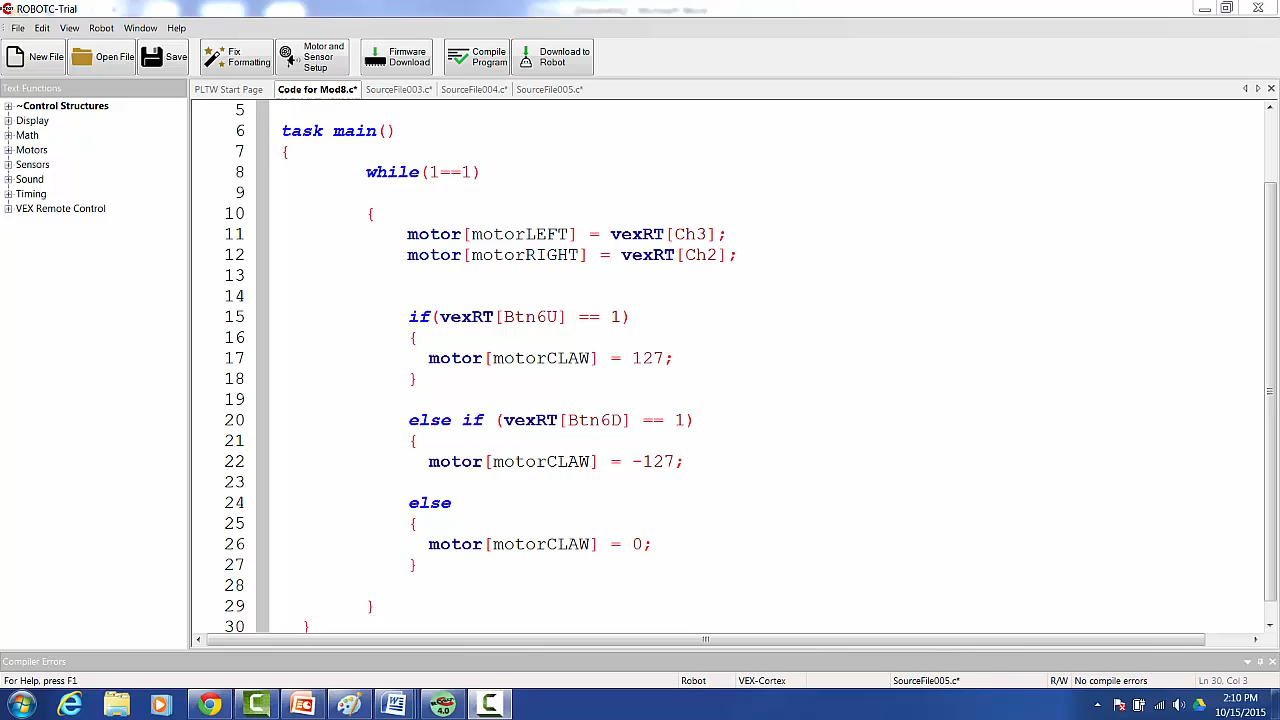 ROBOTC-Trial
File Edit View Robot Window Help
New File Open File Save Fix Formatting Motor and Sensor Setup Firmware Download Compile Program Download to Robot
Text Functions
PLTW Start Page Code for Mod8.c* SourceFile003.c* SourceFile004.c* SourceFile005.c*
~Control Structures
Display
Math
Motors
Sensors
Sound
Timing
VEX Remote Control
5
6 task main()
7 {
8 while(1==1)
9
10 {
11 motor[motorLEFT] = vexRT[Ch3];
12 motor[motorRIGHT] = vexRT[Ch2];
13
14
15 if(vexRT[Btn6U] == 1)
16 {
17 motor[motorCLAW] = 127;
18 }
19
20 else if (vexRT[Btn6D] == 1)
21 {
22 motor[motorCLAW] = -127;
23
24 else
25 {
26 motor[motorCLAW] = 0;
27 }
28
29 }
30 }
Compiler Errors
For Help, press F1 Robot VEX-Cortex SourceFile005.c* R/W No compile errors Ln 30, Col 3
4.0
2:10 PM
10/15/2015